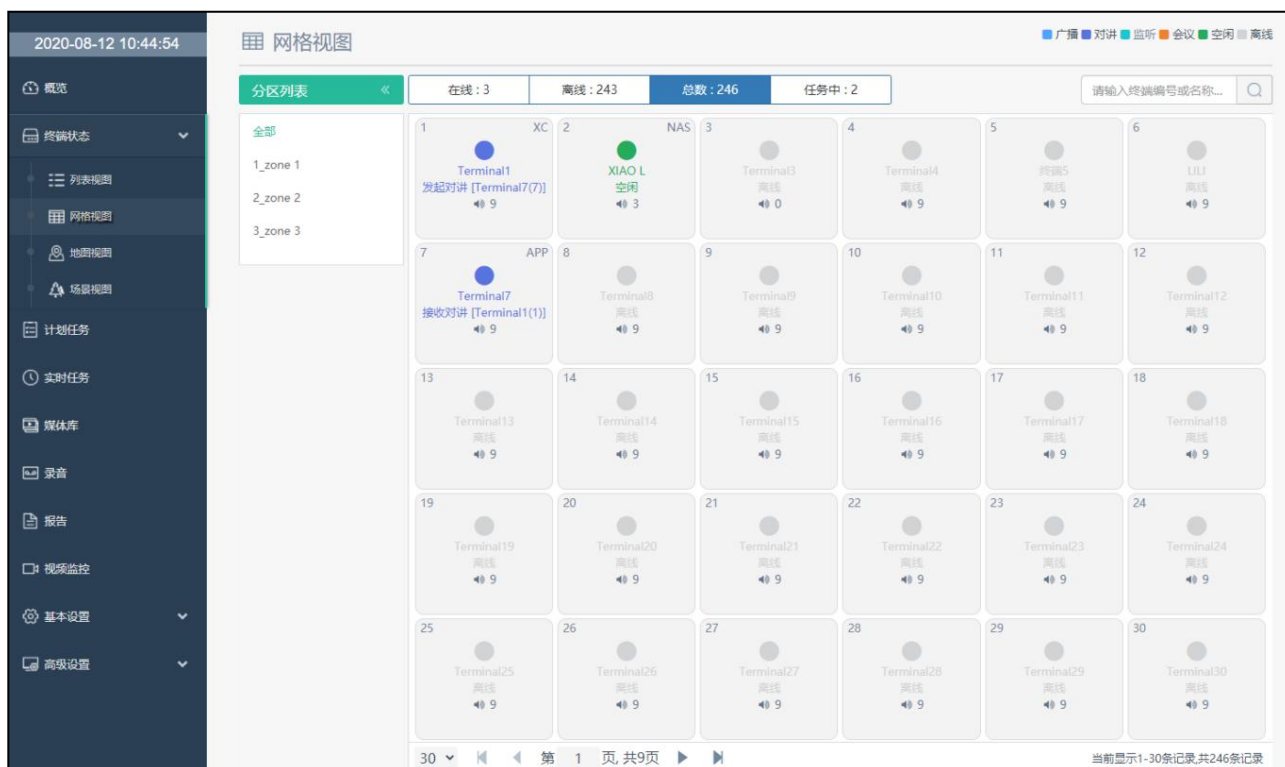 2020-08-12 10:44:54
概览
终端状态
列表视图
网格视图
地图视图
场景视图
计划任务
实时任务
媒体库
录音
报告
视频监控
基本设置
高级设置
网格视图
广播 对讲 监听 会议 空闲 离线
分区列表 «
全部
1_zone 1
2_zone 2
3_zone 3
在线 : 3 离线 : 243 总数 : 246 任务中 : 2
请输入终端编号或名称...
1 XC
Terminal1
发起对讲 [Terminal7(7)]
9
2 NAS
XIAO L
空闲
3
3
Terminal3
离线
0
4
Terminal4
离线
9
5
终端5
离线
9
6
LILI
离线
9
7 APP
Terminal7
接收对讲 [Terminal1(1)]
9
8
Terminal8
离线
9
9
Terminal9
离线
9
10
Terminal10
离线
9
11
Terminal11
离线
9
12
Terminal12
离线
9
13
Terminal13
离线
9
14
Terminal14
离线
9
15
Terminal15
离线
9
16
Terminal16
离线
9
17
Terminal17
离线
9
18
Terminal18
离线
9
19
Terminal19
离线
9
20
Terminal20
离线
9
21
Terminal21
离线
9
22
Terminal22
离线
9
23
Terminal23
离线
9
24
Terminal24
离线
9
25
Terminal25
离线
9
26
Terminal26
离线
9
27
Terminal27
离线
9
28
Terminal28
离线
9
29
Terminal29
离线
9
30
Terminal30
离线
9
30 第 1 页, 共9页
当前显示1-30条记录,共246条记录